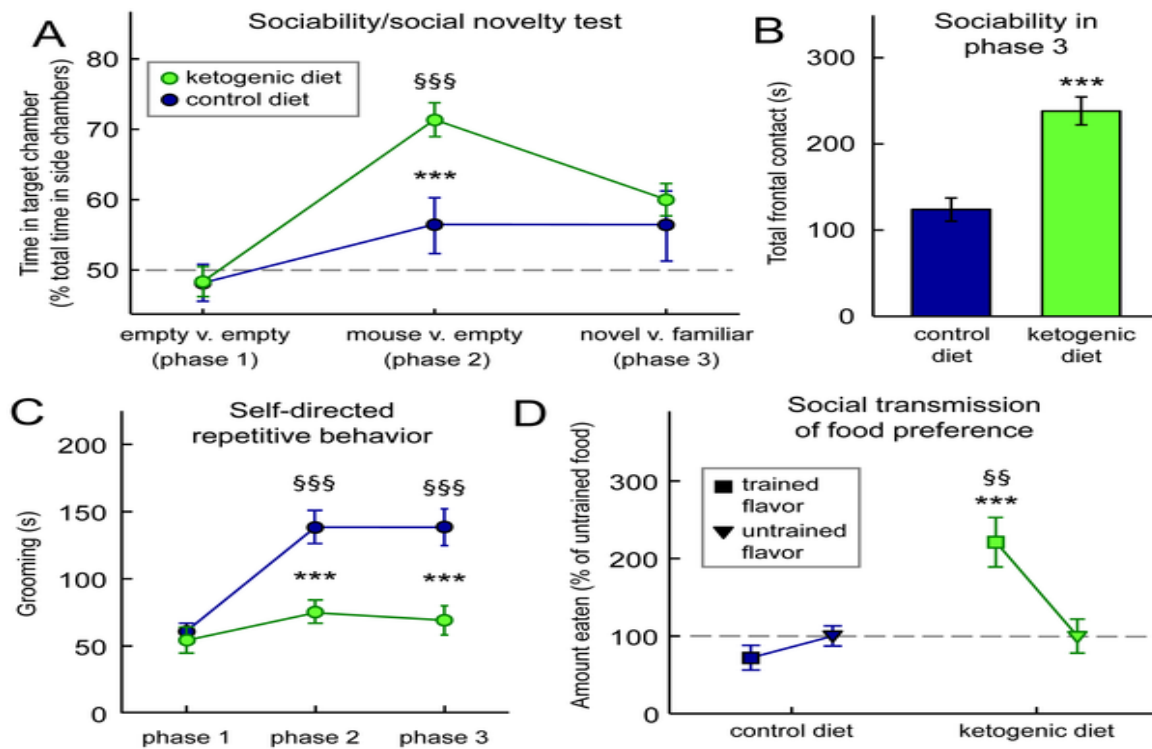 A
Sociability/social novelty test
Time in target chamber
(% total time in side chambers)
80
70
60
50
ketogenic diet
control diet
§§§
***
empty v. empty
(phase 1)
mouse v. empty
(phase 2)
novel v. familiar
(phase 3)
B
Sociability in
phase 3
Total frontal contact (s)
300
200
100
0
***
control
diet
ketogenic
diet
C
Self-directed
repetitive behavior
Grooming (s)
200
150
100
50
0
§§§
§§§
***
***
phase 1
phase 2
phase 3
D
Social transmission
of food preference
Amount eaten (% of untrained food)
300
200
100
0
trained
flavor
untrained
flavor
§§
***
control diet
ketogenic diet